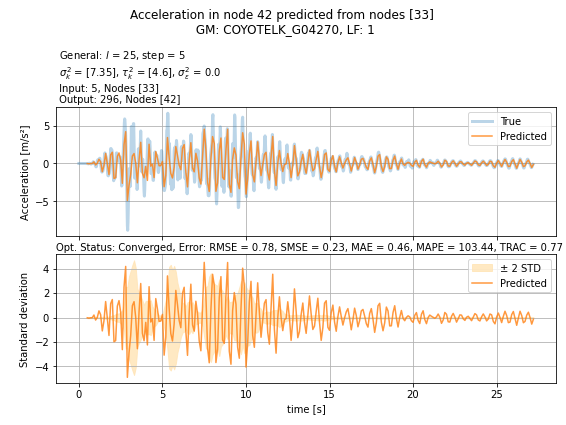 Acceleration in node 42 predicted from nodes [33]
GM: COYOTELK_G04270, LF: 1
General: l = 25, step = 5
σ²ₖ = [7.35], τ²ₖ = [4.6], σ²ε = 0.0
Input: 5, Nodes [33]
Output: 296, Nodes [42]
True
Predicted
Acceleration [m/s²]
5
0
−5
Opt. Status: Converged, Error: RMSE = 0.78, SMSE = 0.23, MAE = 0.46, MAPE = 103.44, TRAC = 0.77
± 2 STD
Predicted
Standard deviation
4
2
0
−2
−4
0 5 10 15 20 25
time [s]